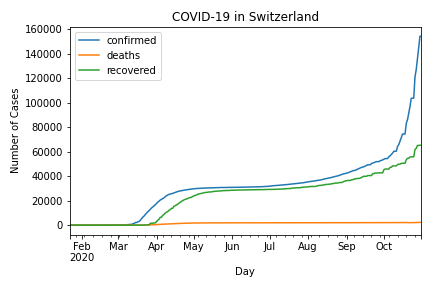 COVID-19 in Switzerland
160000
140000
120000
100000
80000
60000
40000
20000
0
Number of Cases
confirmed
deaths
recovered
Feb Mar Apr May Jun Jul Aug Sep Oct
2020
Day